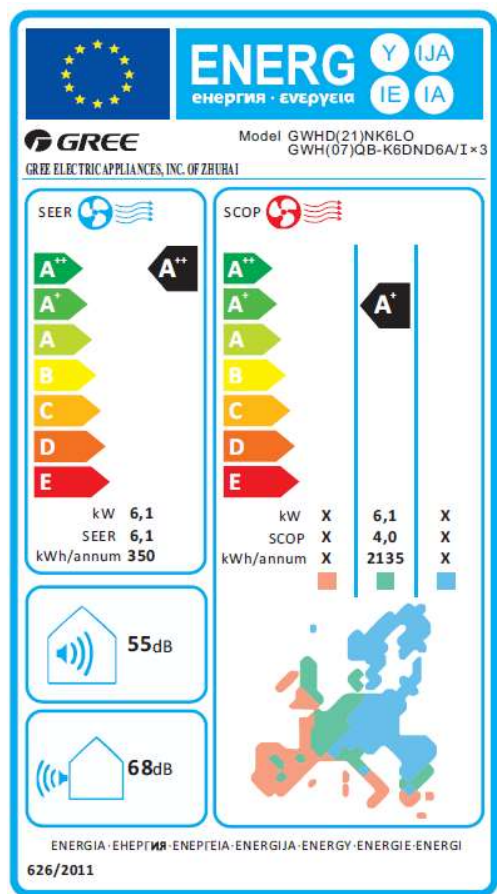 ENERG
енергия · ενεργεια
Y IJA
IE IA
GREE
Model GWHD(21)NK6LO
GWH(07)QB-K6DND6A/I×3
GREE ELECTRIC APPLIANCES, INC. OF ZHUHAI
SEER
A++
A++
A+
A
B
C
D
E
kW 6,1
SEER 6,1
kWh/annum 350
SCOP
A++
A+
A+
A
B
C
D
E
kW X 6,1 X
SCOP X 4,0 X
kWh/annum X 2135 X
55dB
68dB
ENERGIA·ЕНЕРГИЯ·ΕΝΕΡΓΕΙΑ·ENERGIJA·ENERGY·ENERGIE·ENERGI
626/2011